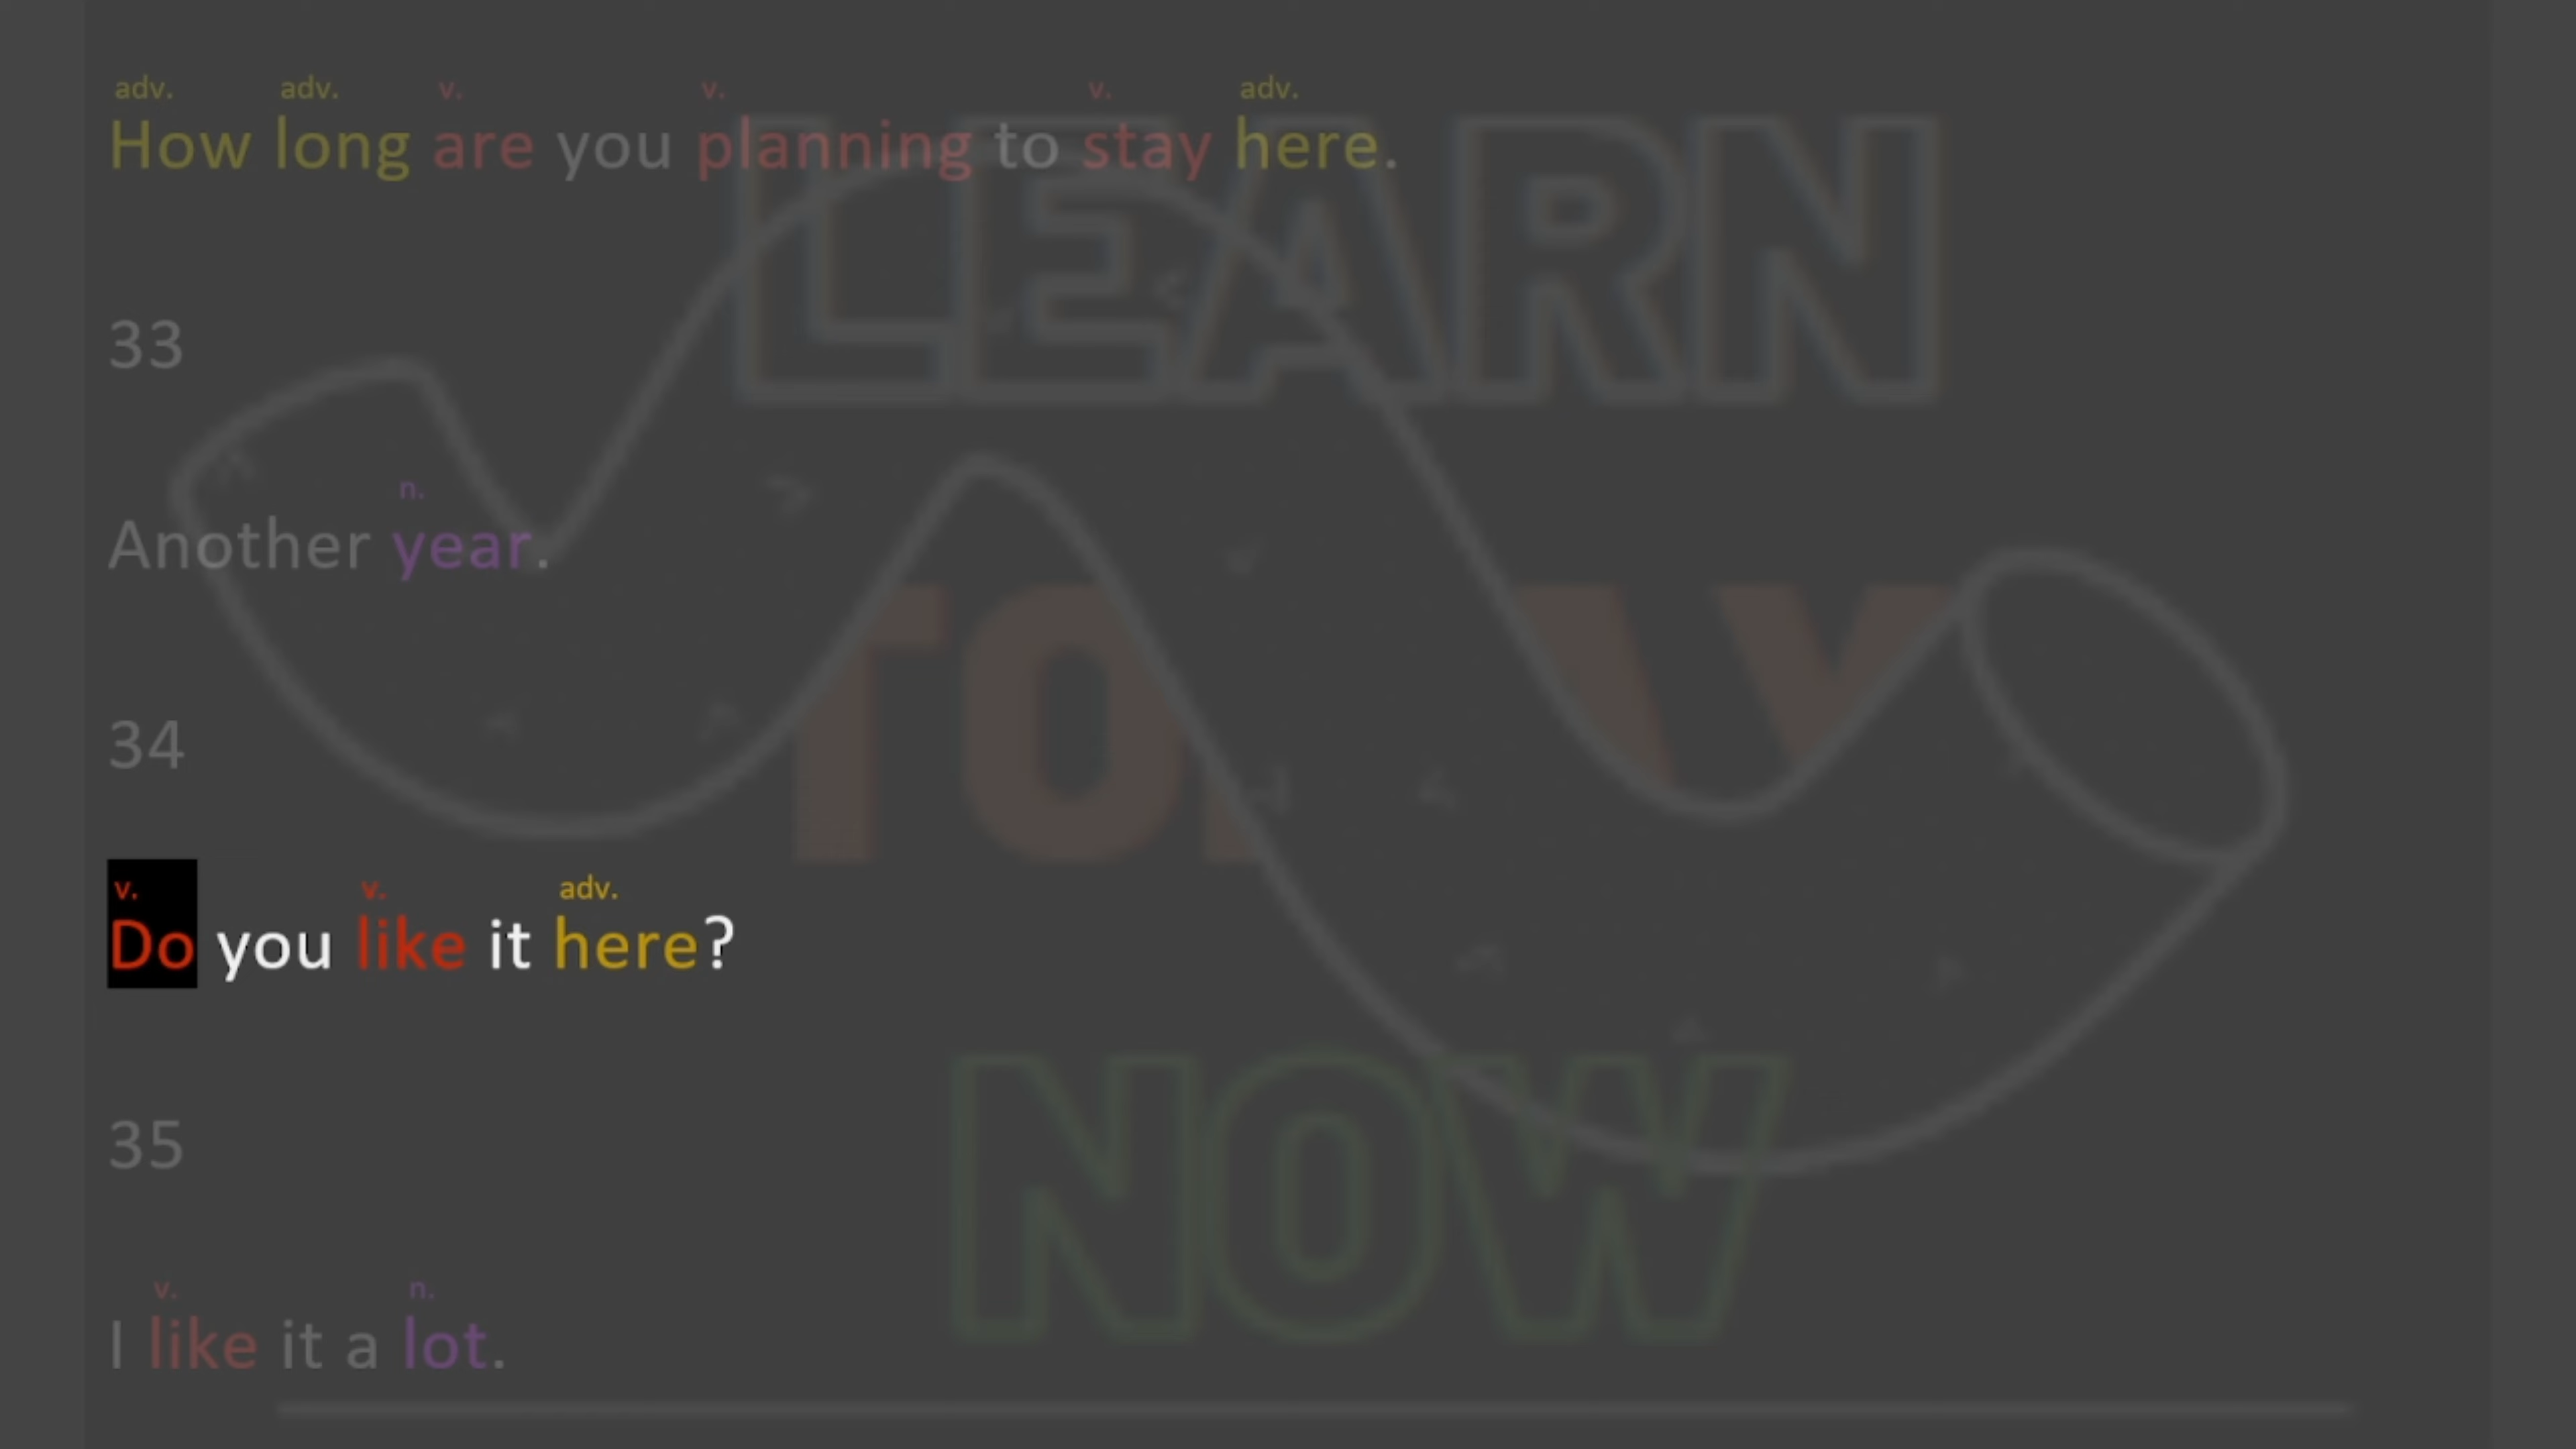 adv. adv. v. v. v. adv.
How long are you planning to stay here.
33
n.
Another year.
34
v. v. adv.
Do you like it here?
35
v. n.
I like it a lot.
LEARN
NOW